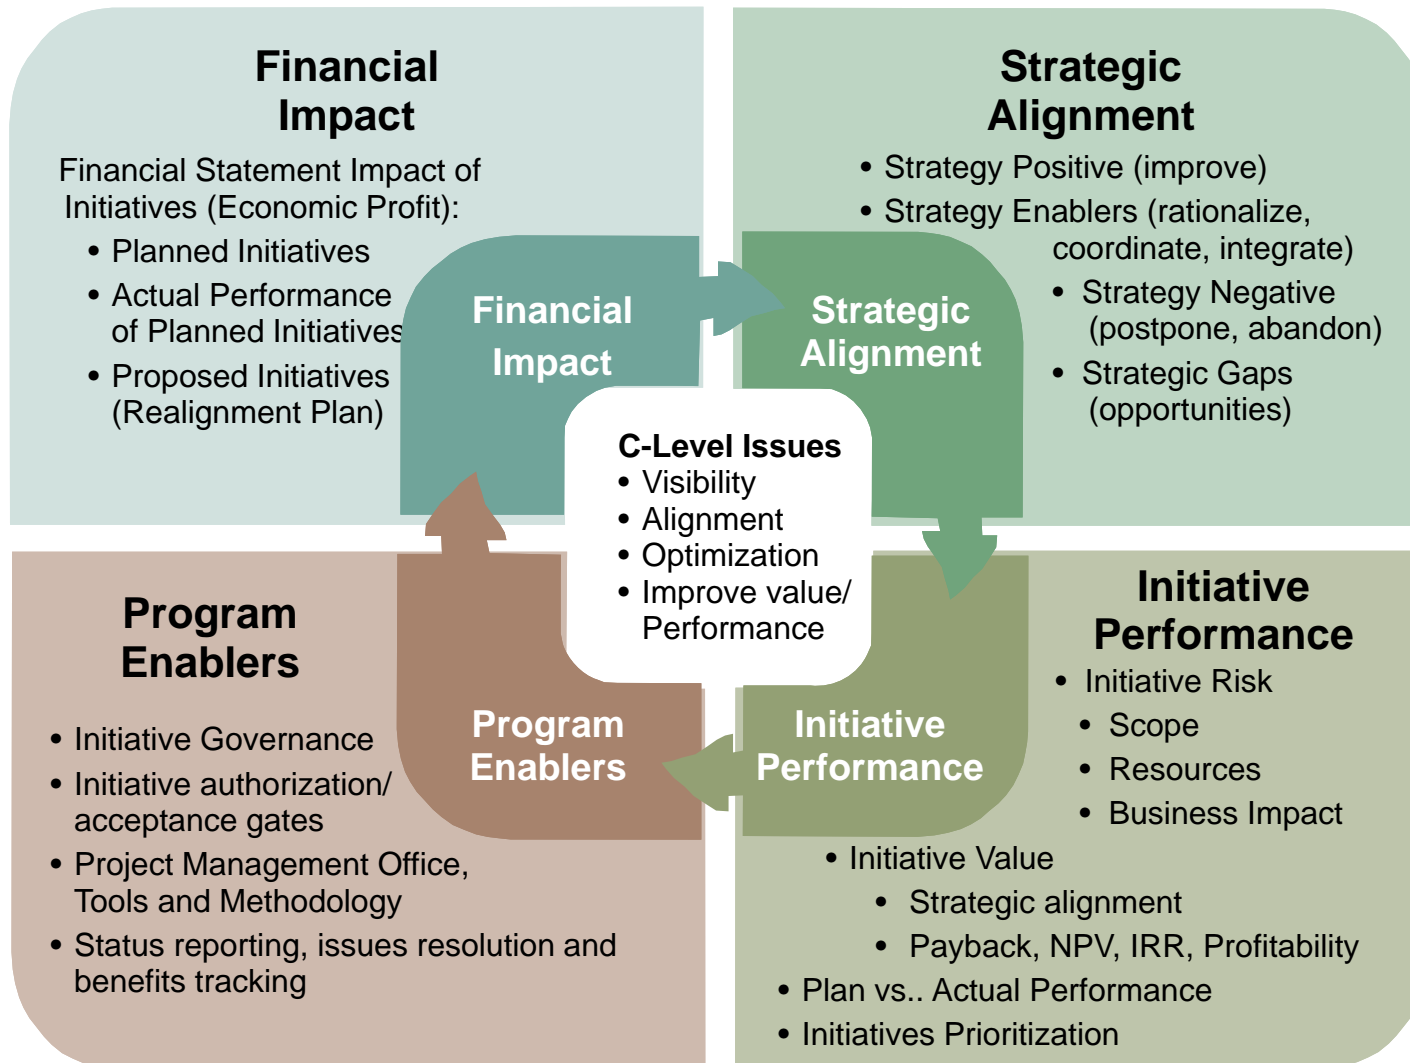 Financial
Impact
Financial Statement Impact of
Initiatives (Economic Profit):
• Planned Initiatives
• Actual Performance
of Planned Initiatives
• Proposed Initiatives
(Realignment Plan)
Strategic
Alignment
• Strategy Positive (improve)
• Strategy Enablers (rationalize,
coordinate, integrate)
• Strategy Negative
(postpone, abandon)
• Strategic Gaps
(opportunities)
Financial
Impact
Strategic
Alignment
C-Level Issues
• Visibility
• Alignment
• Optimization
• Improve value/
Performance
Program
Enablers
Initiative
Performance
Program
Enablers
• Initiative Governance
• Initiative authorization/
acceptance gates
• Project Management Office,
Tools and Methodology
• Status reporting, issues resolution and
benefits tracking
Initiative
Performance
• Initiative Risk
• Scope
• Resources
• Business Impact
• Initiative Value
• Strategic alignment
• Payback, NPV, IRR, Profitability
• Plan vs.. Actual Performance
• Initiatives Prioritization